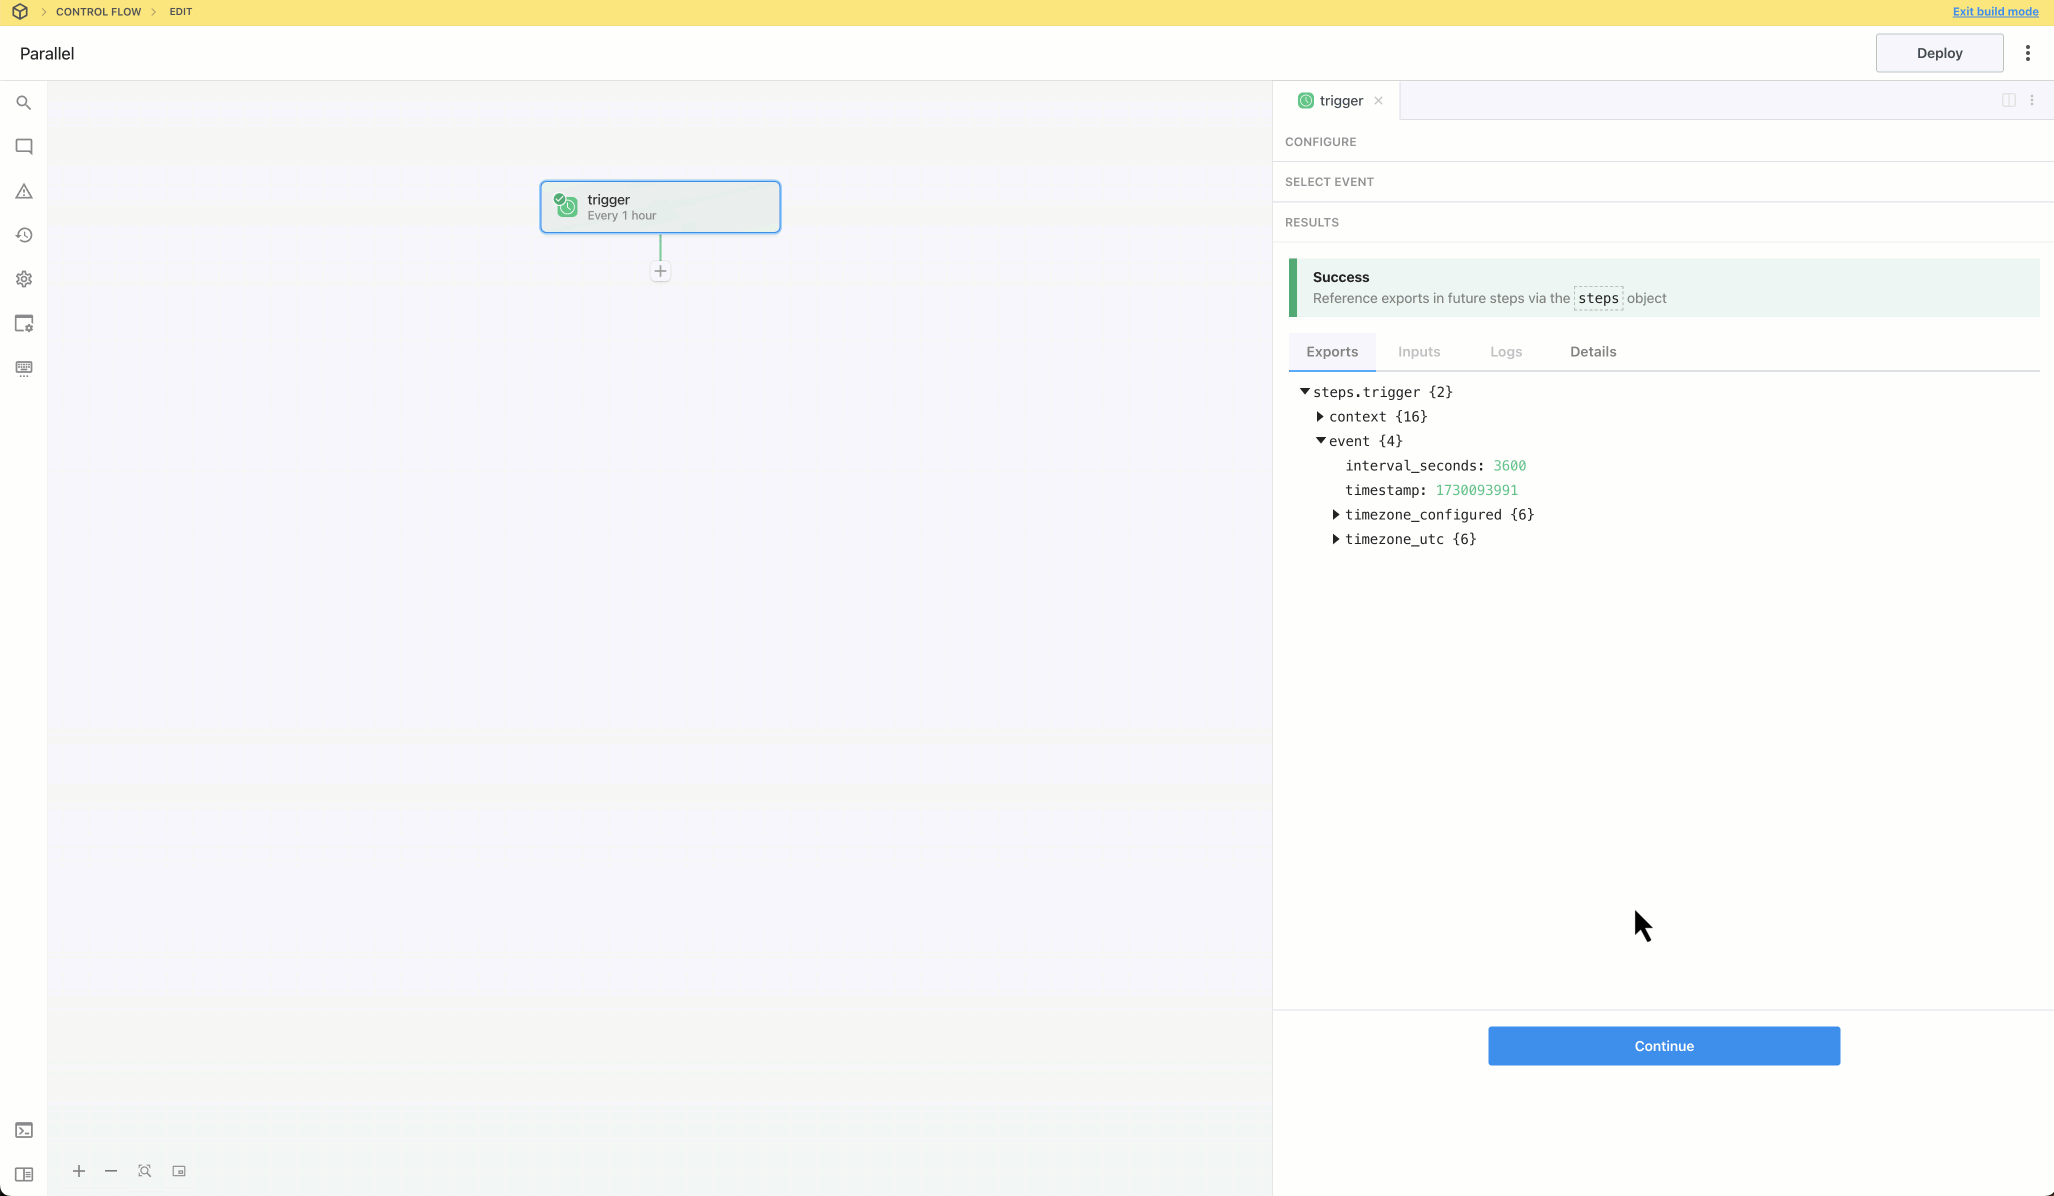 CONTROL FLOW EDIT Exit build mode
Parallel Deploy
trigger
CONFIGURE
SELECT EVENT
trigger
Every 1 hour
RESULTS
Success
Reference exports in future steps via the steps object
Exports Inputs Logs Details
steps.trigger {2}
context {16}
event {4}
interval_seconds: 3600
timestamp: 1730093991
timezone_configured {6}
timezone_utc {6}
Continue